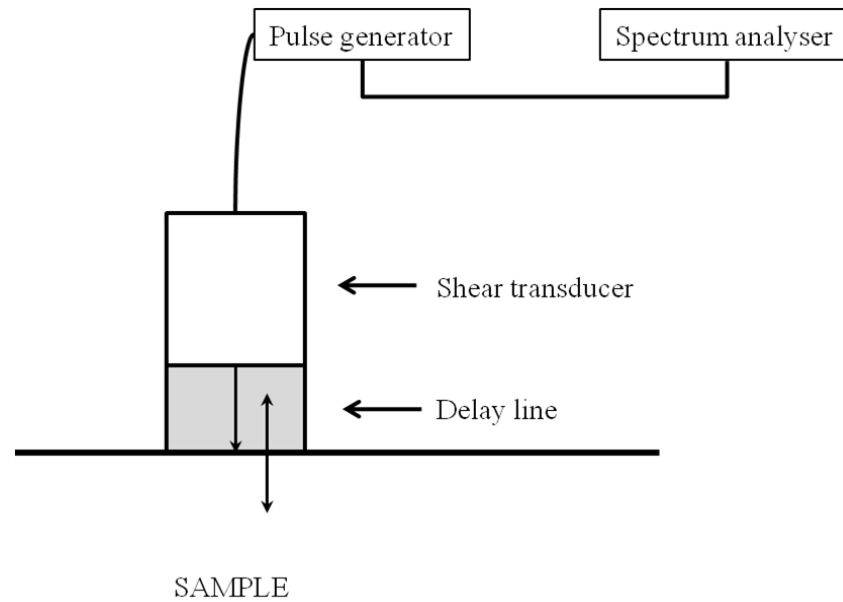 Pulse generator
Spectrum analyser
Shear transducer
Delay line
SAMPLE